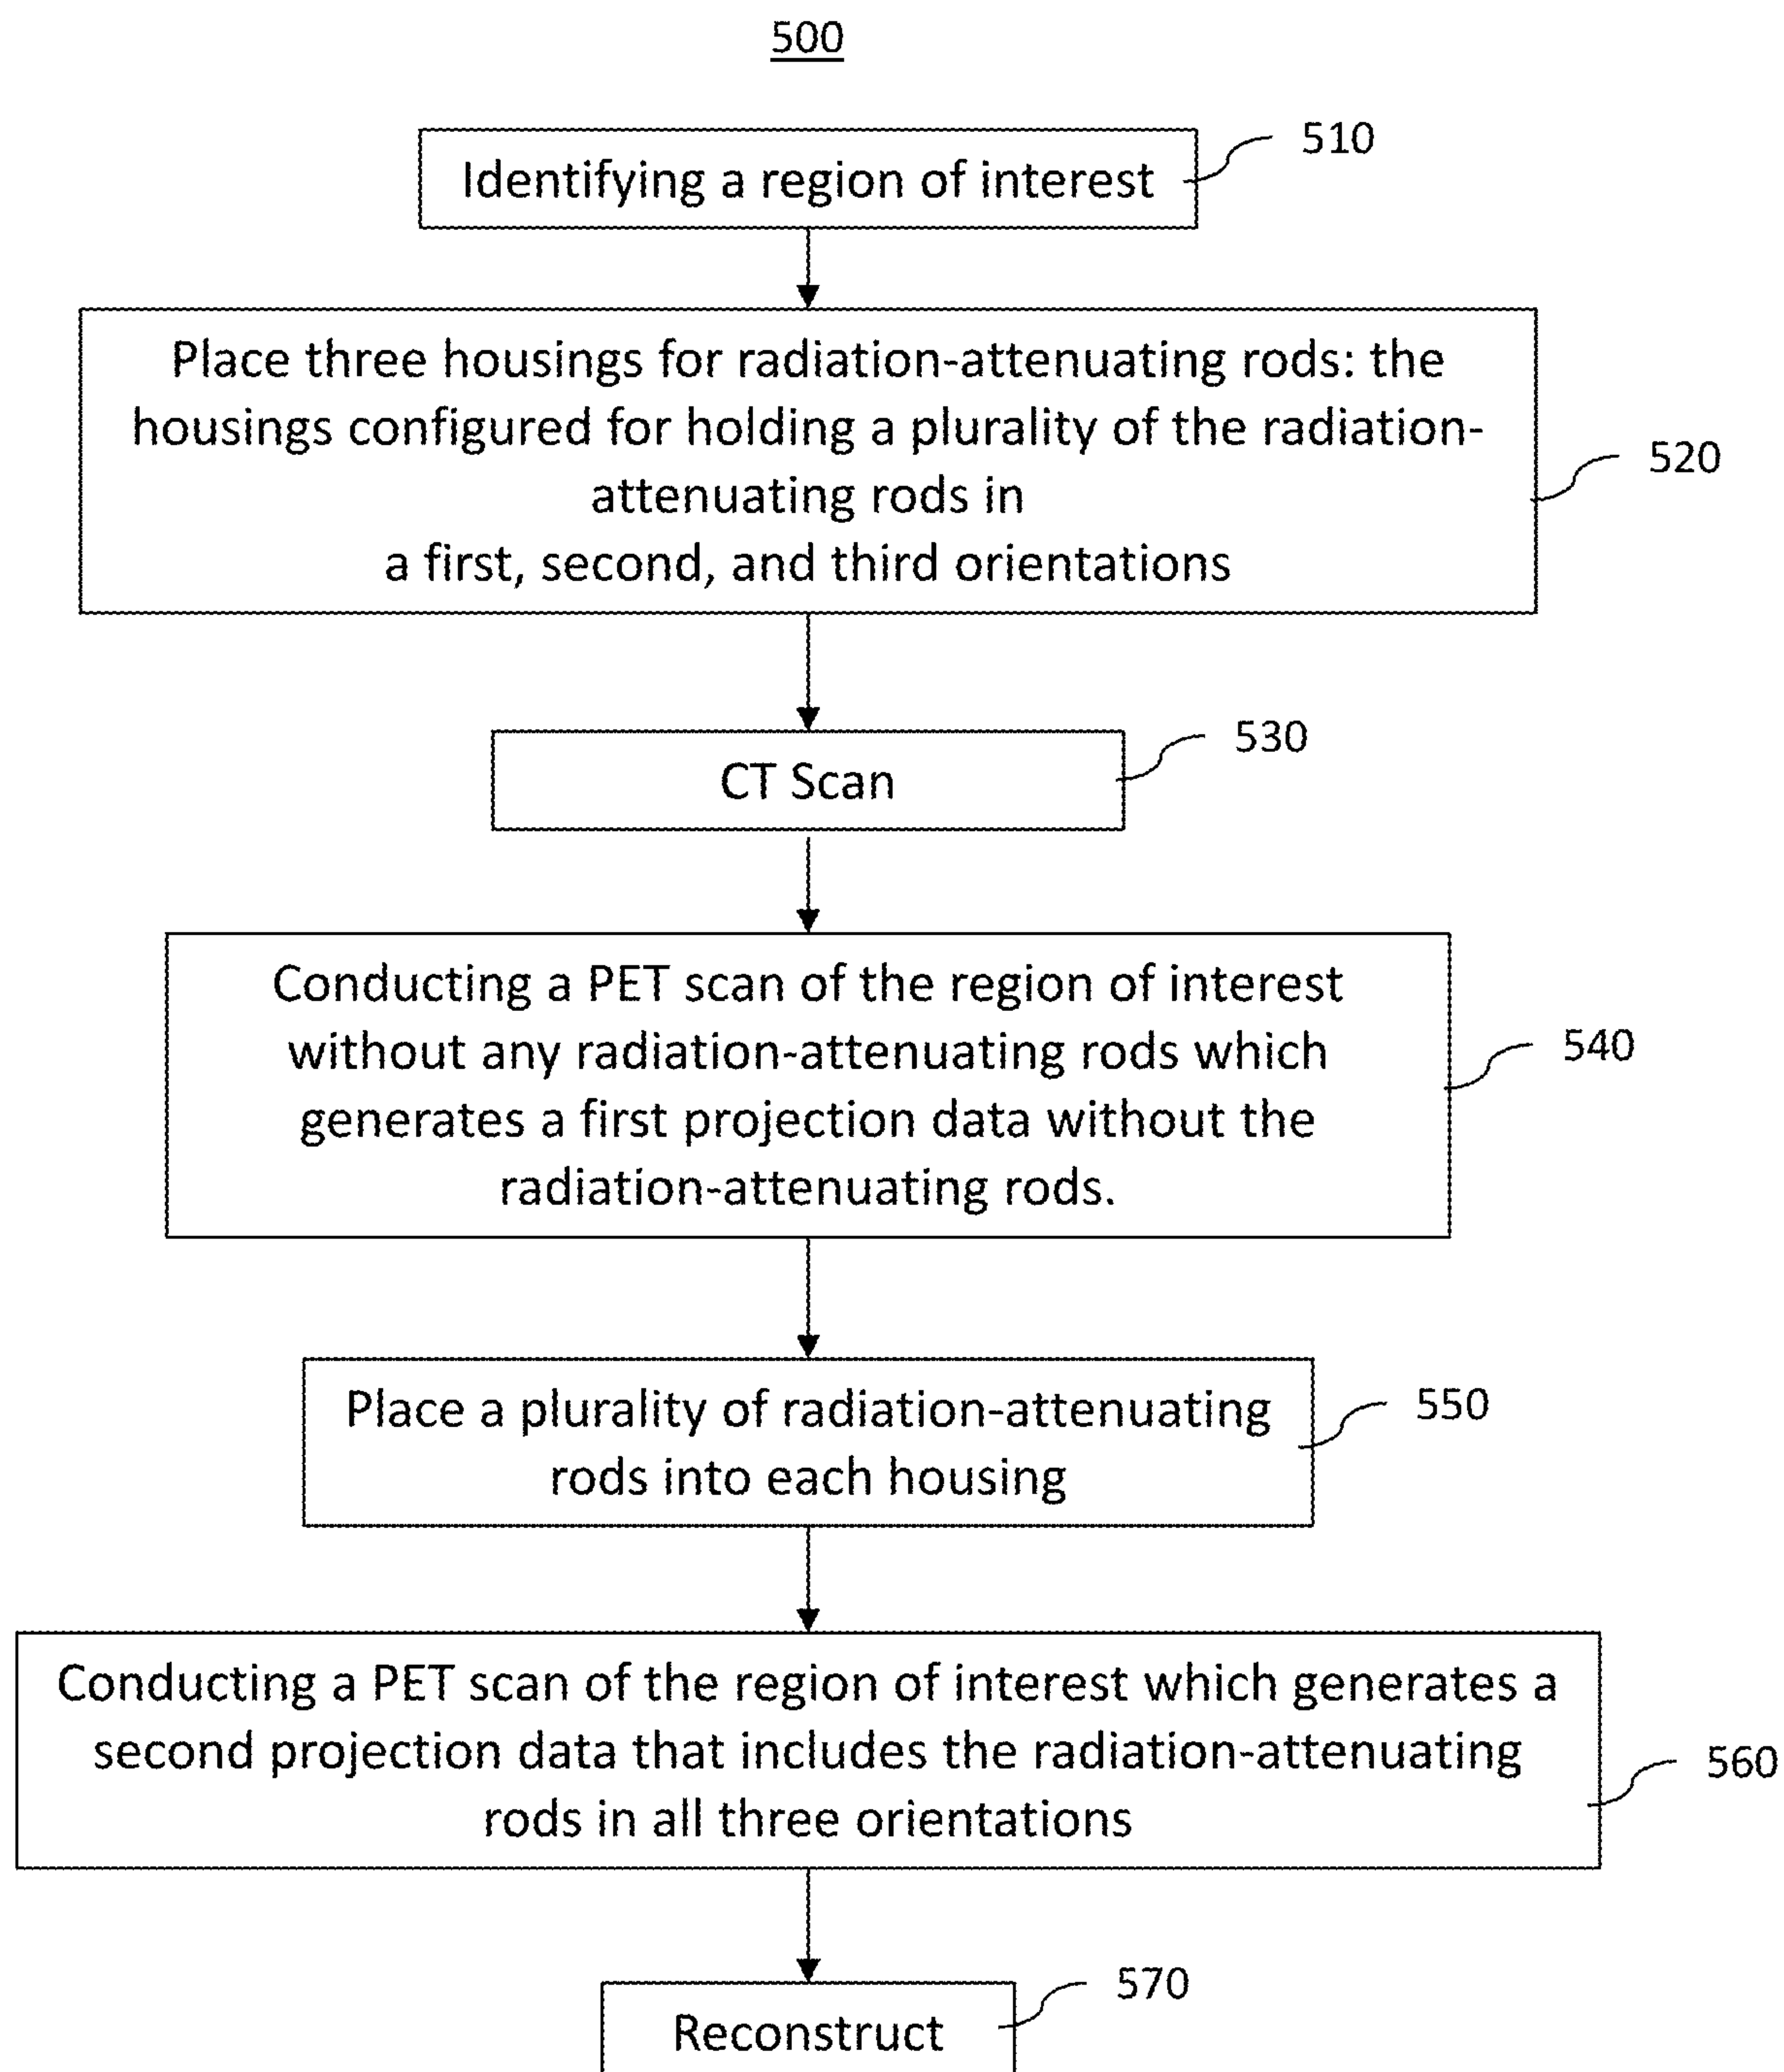 500
Identifying a region of interest
510
Place three housings for radiation-attenuating rods: the
housings configured for holding a plurality of the radiation-
attenuating rods in
a first, second, and third orientations
520
CT Scan
530
Conducting a PET scan of the region of interest
without any radiation-attenuating rods which
generates a first projection data without the
radiation-attenuating rods.
540
Place a plurality of radiation-attenuating
rods into each housing
550
Conducting a PET scan of the region of interest which generates a
second projection data that includes the radiation-attenuating
rods in all three orientations
560
Reconstruct
570